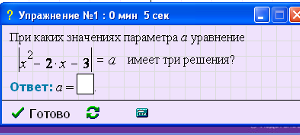 Упражнение №1 : 0 мин 5 сек
При каких значениях параметра a уравнение
|x² - 2·x - 3| = a имеет три решения?
Ответ: a = .
Готово